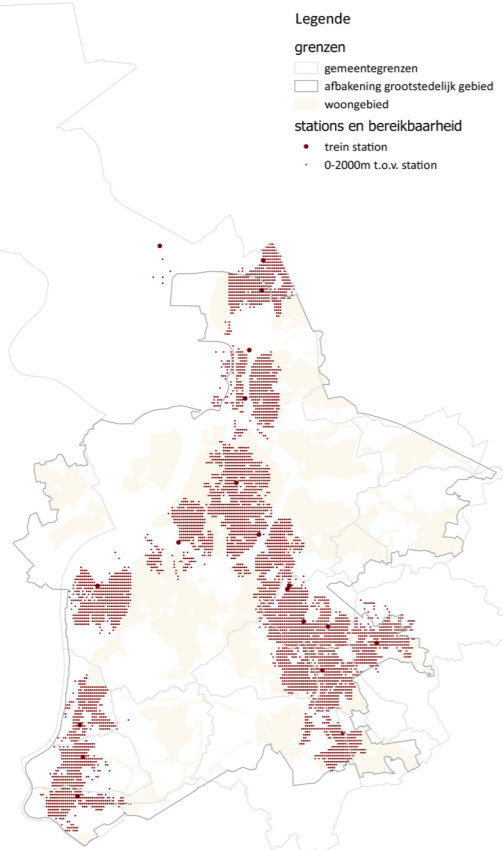 Legende
grenzen
gemeentegrenzen
afbakening grootstedelijk gebied
woongebied
stations en bereikbaarheid
trein station
0-2000m t.o.v. station